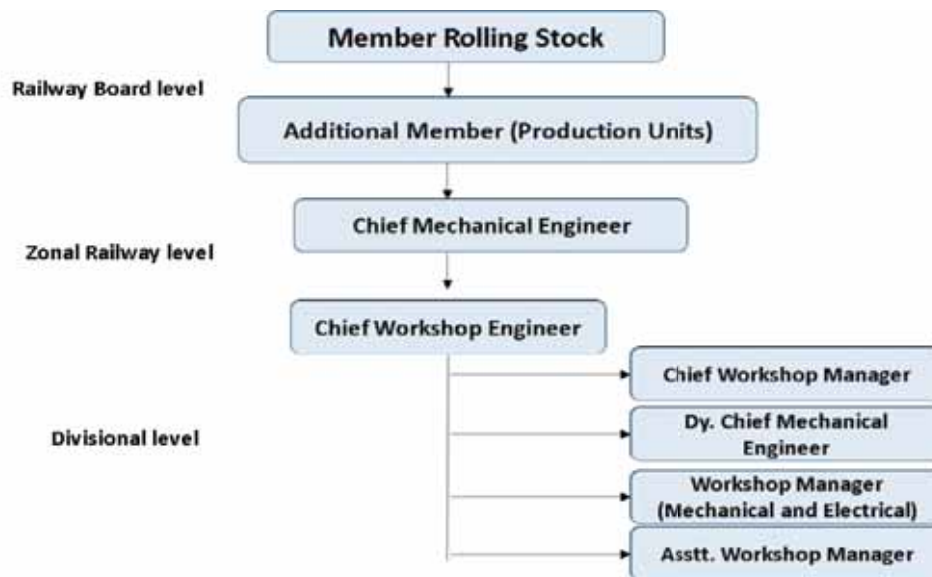 Member Rolling Stock
Railway Board level
Additional Member (Production Units)
Chief Mechanical Engineer
Zonal Railway level
Chief Workshop Engineer
Chief Workshop Manager
Divisional level
Dy. Chief Mechanical
Engineer
Workshop Manager
(Mechanical and Electrical)
Asstt. Workshop Manager